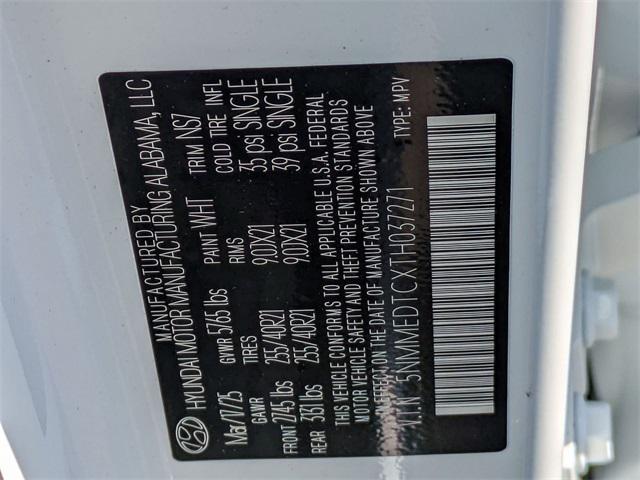 MANUFACTURED BY
HYUNDAI MOTOR MANUFACTURING ALABAMA, LLC
Mar/17/25 GVWR 5765 lbs PAINT WHT TRIM NS7
GAWR TIRES RIMS COLD TIRE INFL
FRONT 2745 lbs 255/40R21 9.0JX21 35 psi SINGLE
REAR 3131 lbs 255/40R21 9.0JX21 39 psi SINGLE
THIS VEHICLE CONFORMS TO ALL APPLICABLE U.S.A. FEDERAL
MOTOR VEHICLE SAFETY AND THEFT PREVENTION STANDARDS
IN EFFECT ON THE DATE OF MANUFACTURE SHOWN ABOVE
V.I.N : 5NMMEDTCXTH037271 TYPE: MPV